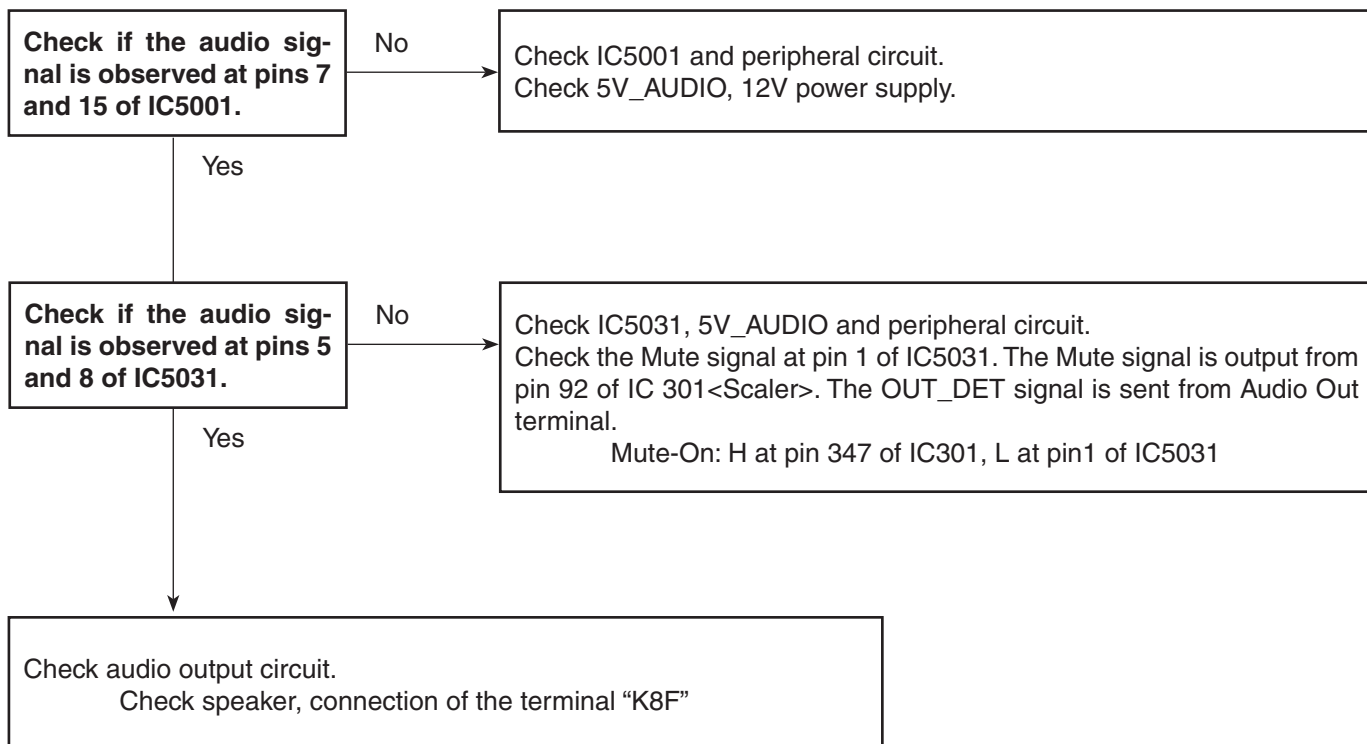 Check if the audio sig-
nal is observed at pins 7
and 15 of IC5001.
No
Check IC5001 and peripheral circuit.
Check 5V_AUDIO, 12V power supply.
Yes
Check if the audio sig-
nal is observed at pins 5
and 8 of IC5031.
No
Check IC5031, 5V_AUDIO and peripheral circuit.
Check the Mute signal at pin 1 of IC5031. The Mute signal is output from
pin 92 of IC 301<Scaler>. The OUT_DET signal is sent from Audio Out
terminal.
Mute-On: H at pin 347 of IC301, L at pin1 of IC5031
Yes
Check audio output circuit.
Check speaker, connection of the terminal “K8F”